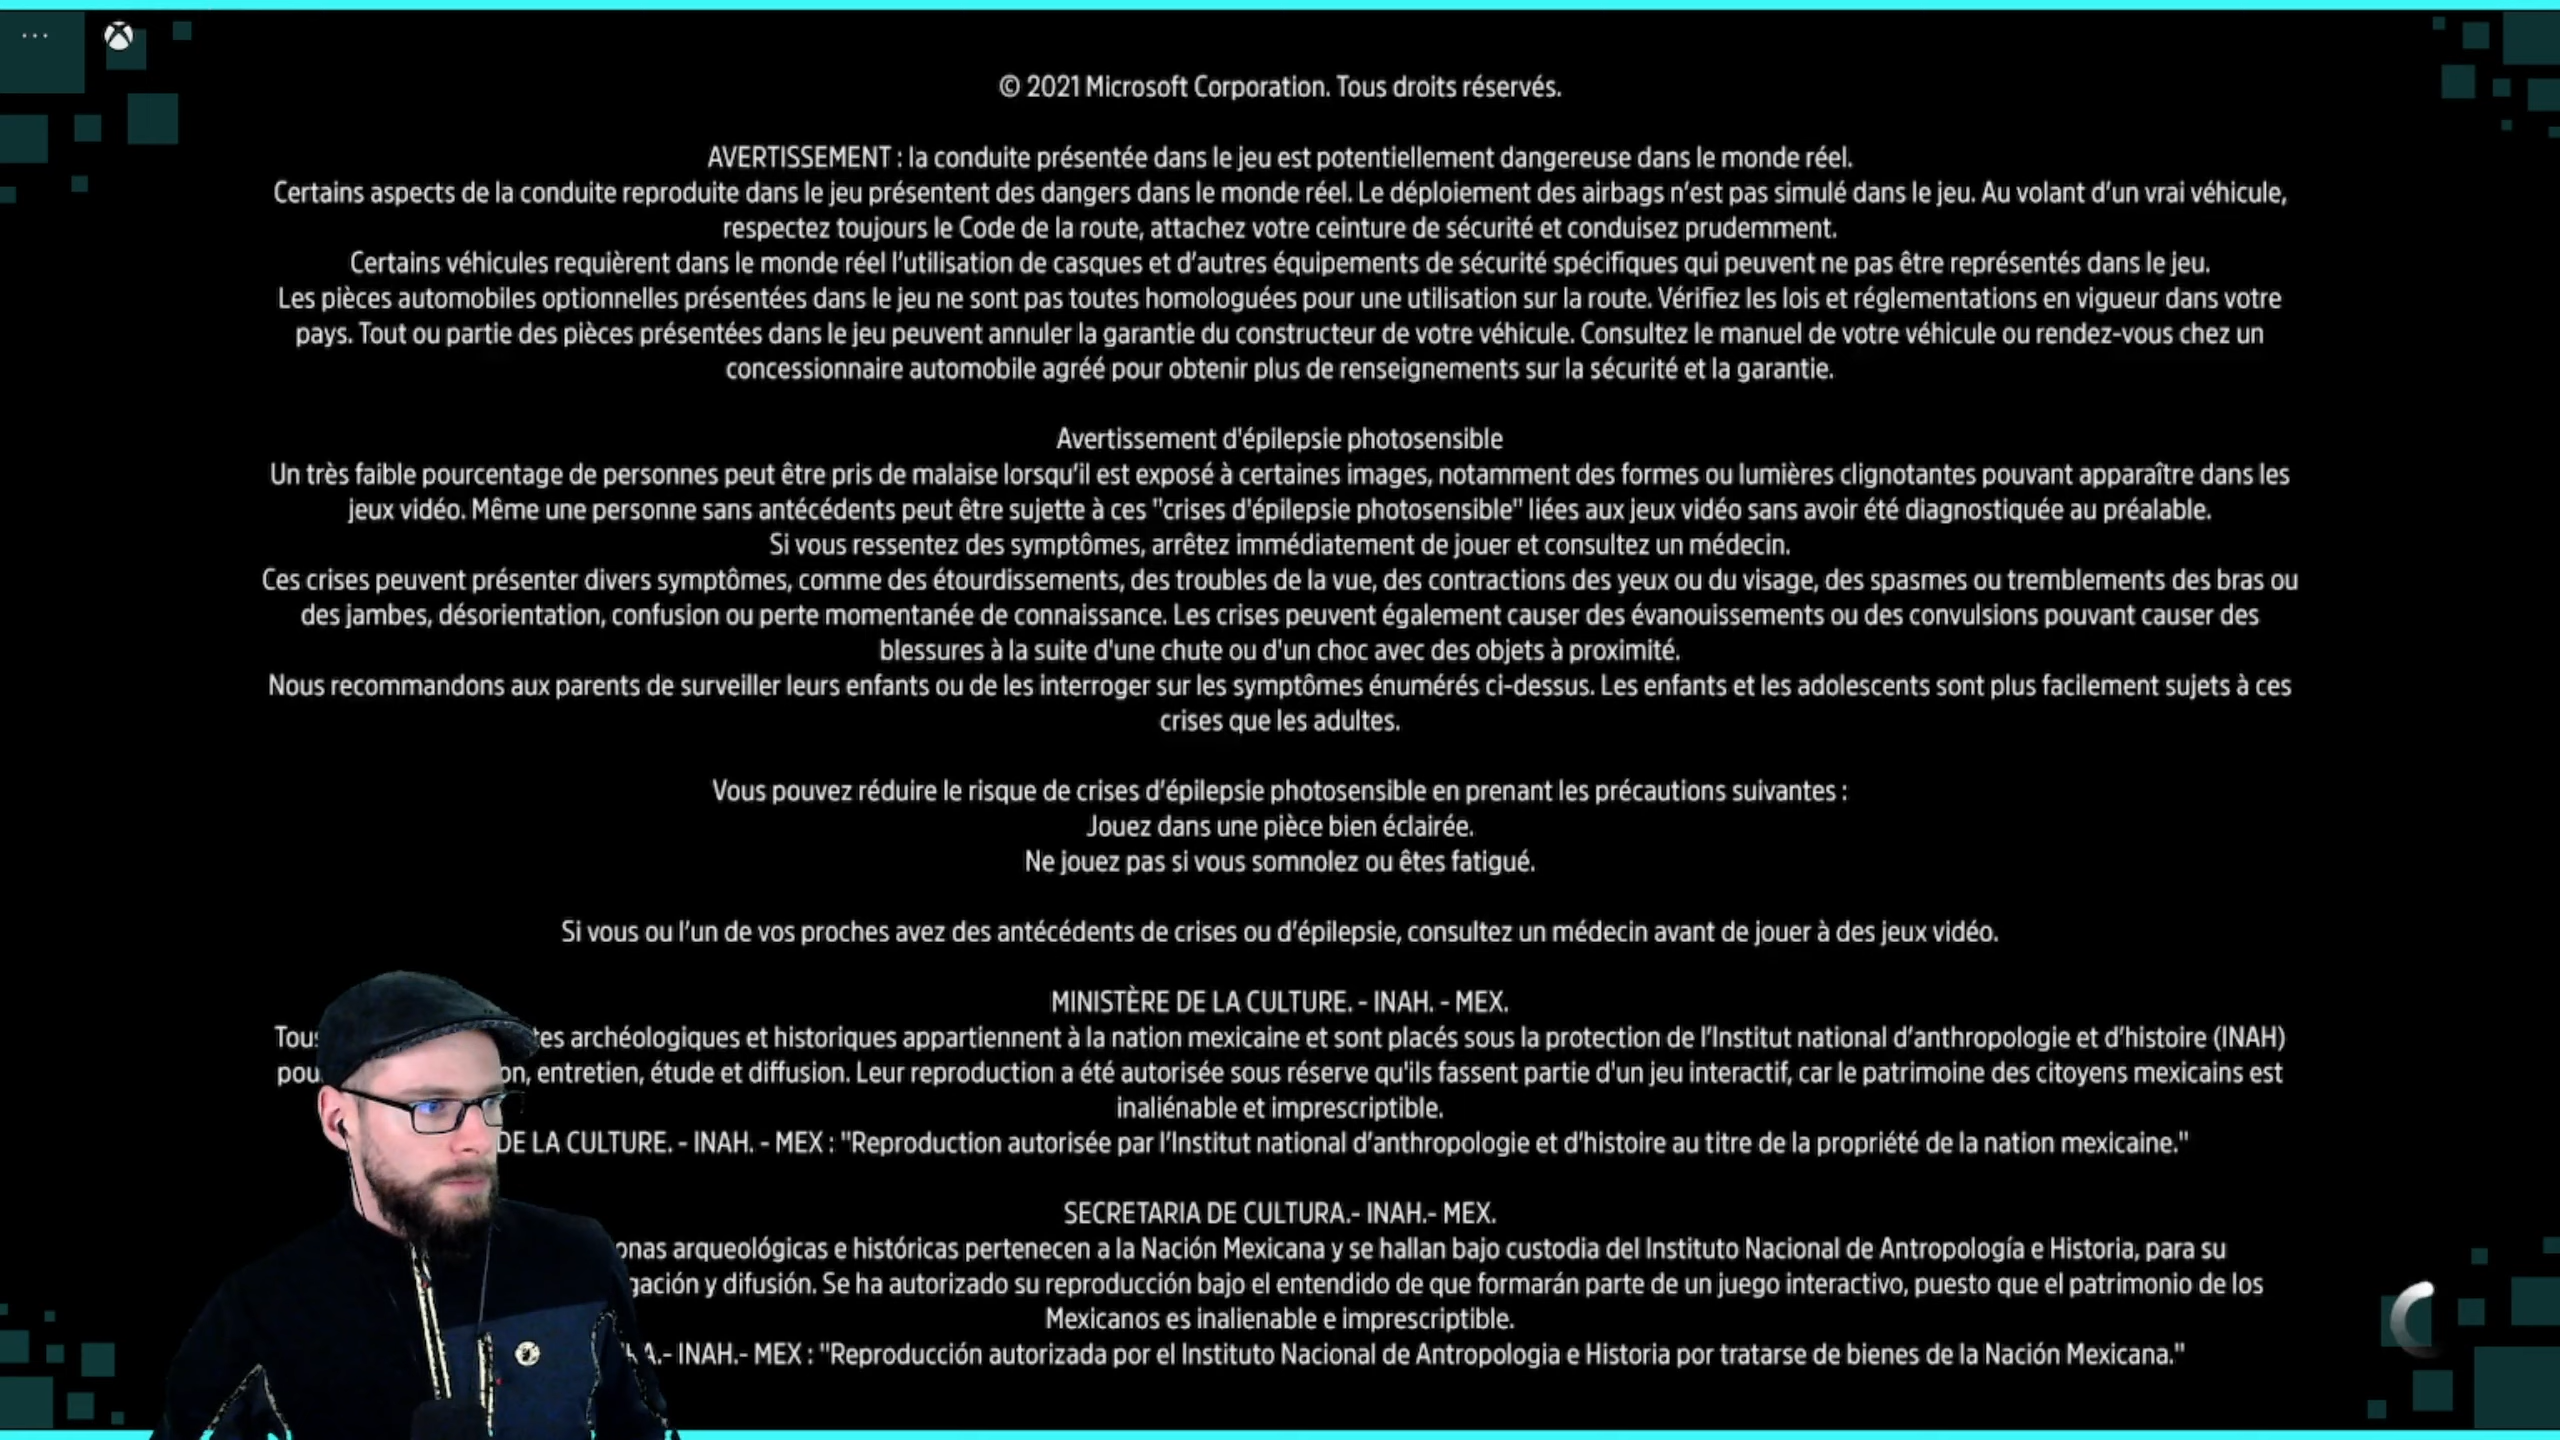 © 2021 Microsoft Corporation. Tous droits réservés.
AVERTISSEMENT : la conduite présentée dans le jeu est potentiellement dangereuse dans le monde réel.
Certains aspects de la conduite reproduite dans le jeu présentent des dangers dans le monde réel. Le déploiement des airbags n’est pas simulé dans le jeu. Au volant d’un vrai véhicule,
respectez toujours le Code de la route, attachez votre ceinture de sécurité et conduisez prudemment.
Certains véhicules requièrent dans le monde réel l’utilisation de casques et d’autres équipements de sécurité spécifiques qui peuvent ne pas être représentés dans le jeu.
Les pièces automobiles optionnelles présentées dans le jeu ne sont pas toutes homologuées pour une utilisation sur la route. Vérifiez les lois et réglementations en vigueur dans votre
pays. Tout ou partie des pièces présentées dans le jeu peuvent annuler la garantie du constructeur de votre véhicule. Consultez le manuel de votre véhicule ou rendez-vous chez un
concessionnaire automobile agréé pour obtenir plus de renseignements sur la sécurité et la garantie.
Avertissement d'épilepsie photosensible
Un très faible pourcentage de personnes peut être pris de malaise lorsqu’il est exposé à certaines images, notamment des formes ou lumières clignotantes pouvant apparaître dans les
jeux vidéo. Même une personne sans antécédents peut être sujette à ces "crises d'épilepsie photosensible" liées aux jeux vidéo sans avoir été diagnostiquée au préalable.
Si vous ressentez des symptômes, arrêtez immédiatement de jouer et consultez un médecin.
Ces crises peuvent présenter divers symptômes, comme des étourdissements, des troubles de la vue, des contractions des yeux ou du visage, des spasmes ou tremblements des bras ou
des jambes, désorientation, confusion ou perte momentanée de connaissance. Les crises peuvent également causer des évanouissements ou des convulsions pouvant causer des
blessures à la suite d'une chute ou d'un choc avec des objets à proximité.
Nous recommandons aux parents de surveiller leurs enfants ou de les interroger sur les symptômes énumérés ci-dessus. Les enfants et les adolescents sont plus facilement sujets à ces
crises que les adultes.
Vous pouvez réduire le risque de crises d’épilepsie photosensible en prenant les précautions suivantes :
Jouez dans une pièce bien éclairée.
Ne jouez pas si vous somnolez ou êtes fatigué.
Si vous ou l’un de vos proches avez des antécédents de crises ou d’épilepsie, consultez un médecin avant de jouer à des jeux vidéo.
MINISTÈRE DE LA CULTURE. - INAH. - MEX.
archéologiques et historiques appartiennent à la nation mexicaine et sont placés sous la protection de l’Institut national d’anthropologie et d’histoire (INAH)
entretien, étude et diffusion. Leur reproduction a été autorisée sous réserve qu'ils fassent partie d'un jeu interactif, car le patrimoine des citoyens mexicains est
inaliénable et imprescriptible.
DE LA CULTURE. - INAH. - MEX : "Reproduction autorisée par l’Institut national d’anthropologie et d’histoire au titre de la propriété de la nation mexicaine."
SECRETARIA DE CULTURA.- INAH.- MEX.
arqueológicas e históricas pertenecen a la Nación Mexicana y se hallan bajo custodia del Instituto Nacional de Antropología e Historia, para su
y difusión. Se ha autorizado su reproducción bajo el entendido de que formarán parte de un juego interactivo, puesto que el patrimonio de los
Mexicanos es inalienable e imprescriptible.
INAH.- MEX : "Reproducción autorizada por el Instituto Nacional de Antropologia e Historia por tratarse de bienes de la Nación Mexicana."